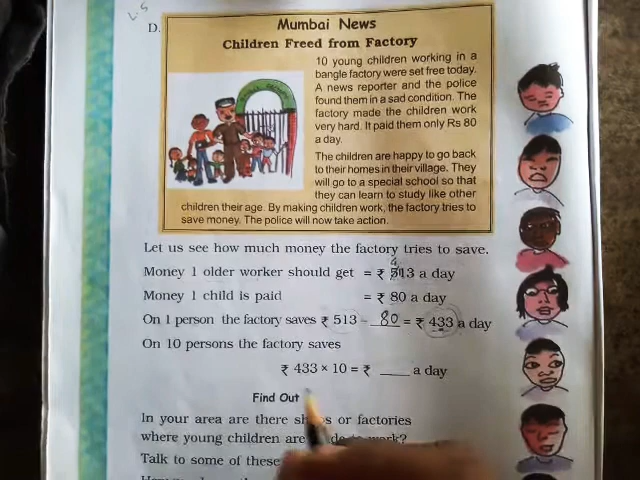 L-5
D.
Mumbai News
Children Freed from Factory
10 young children working in a
bangle factory were set free today.
A news reporter and the police
found them in a sad condition. The
factory made the children work
very hard. It paid them only Rs 80
a day.
The children are happy to go back
to their homes in their village. They
will go to a special school so that
they can learn to study like other
children their age. By making children work, the factory tries to
save money. The police will now take action.
Let us see how much money the factory tries to save.
4
Money 1 older worker should get = ₹ 513 a day
Money 1 child is paid = ₹ 80 a day
On 1 person the factory saves ₹ 513 – 80 = ₹ 433 a day
On 10 persons the factory saves
₹ 433 × 10 = ₹ ____ a day
Find Out
In your area are there or factories
where young children are work?
Talk to some of these